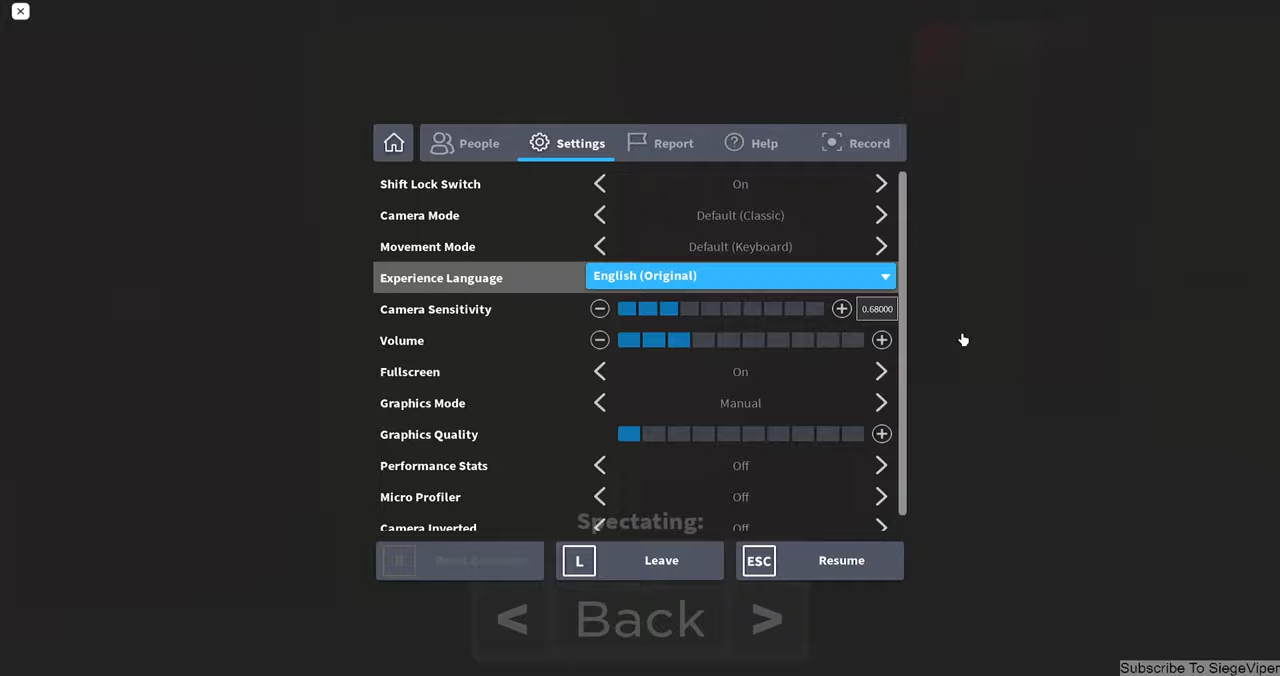 People Settings Report Help Record
Shift Lock Switch On
Camera Mode Default (Classic)
Movement Mode Default (Keyboard)
Experience Language English (Original)
Camera Sensitivity 0.68000
Volume
Fullscreen On
Graphics Mode Manual
Graphics Quality
Performance Stats Off
Micro Profiler Off
Camera Inverted Off
Spectating:
L Leave ESC Resume
< Back >
Subscribe To SiegeViper